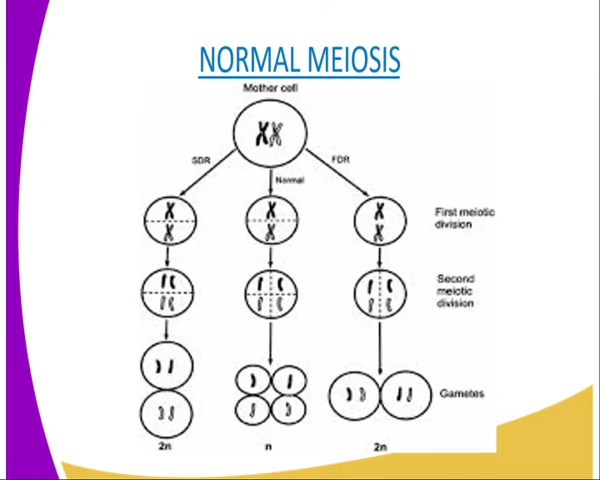 NORMAL MEIOSIS
Mother cell
SDR
FDR
Normal
First meiotic
division
Second
meiotic
division
Gametes
2n
n
2n